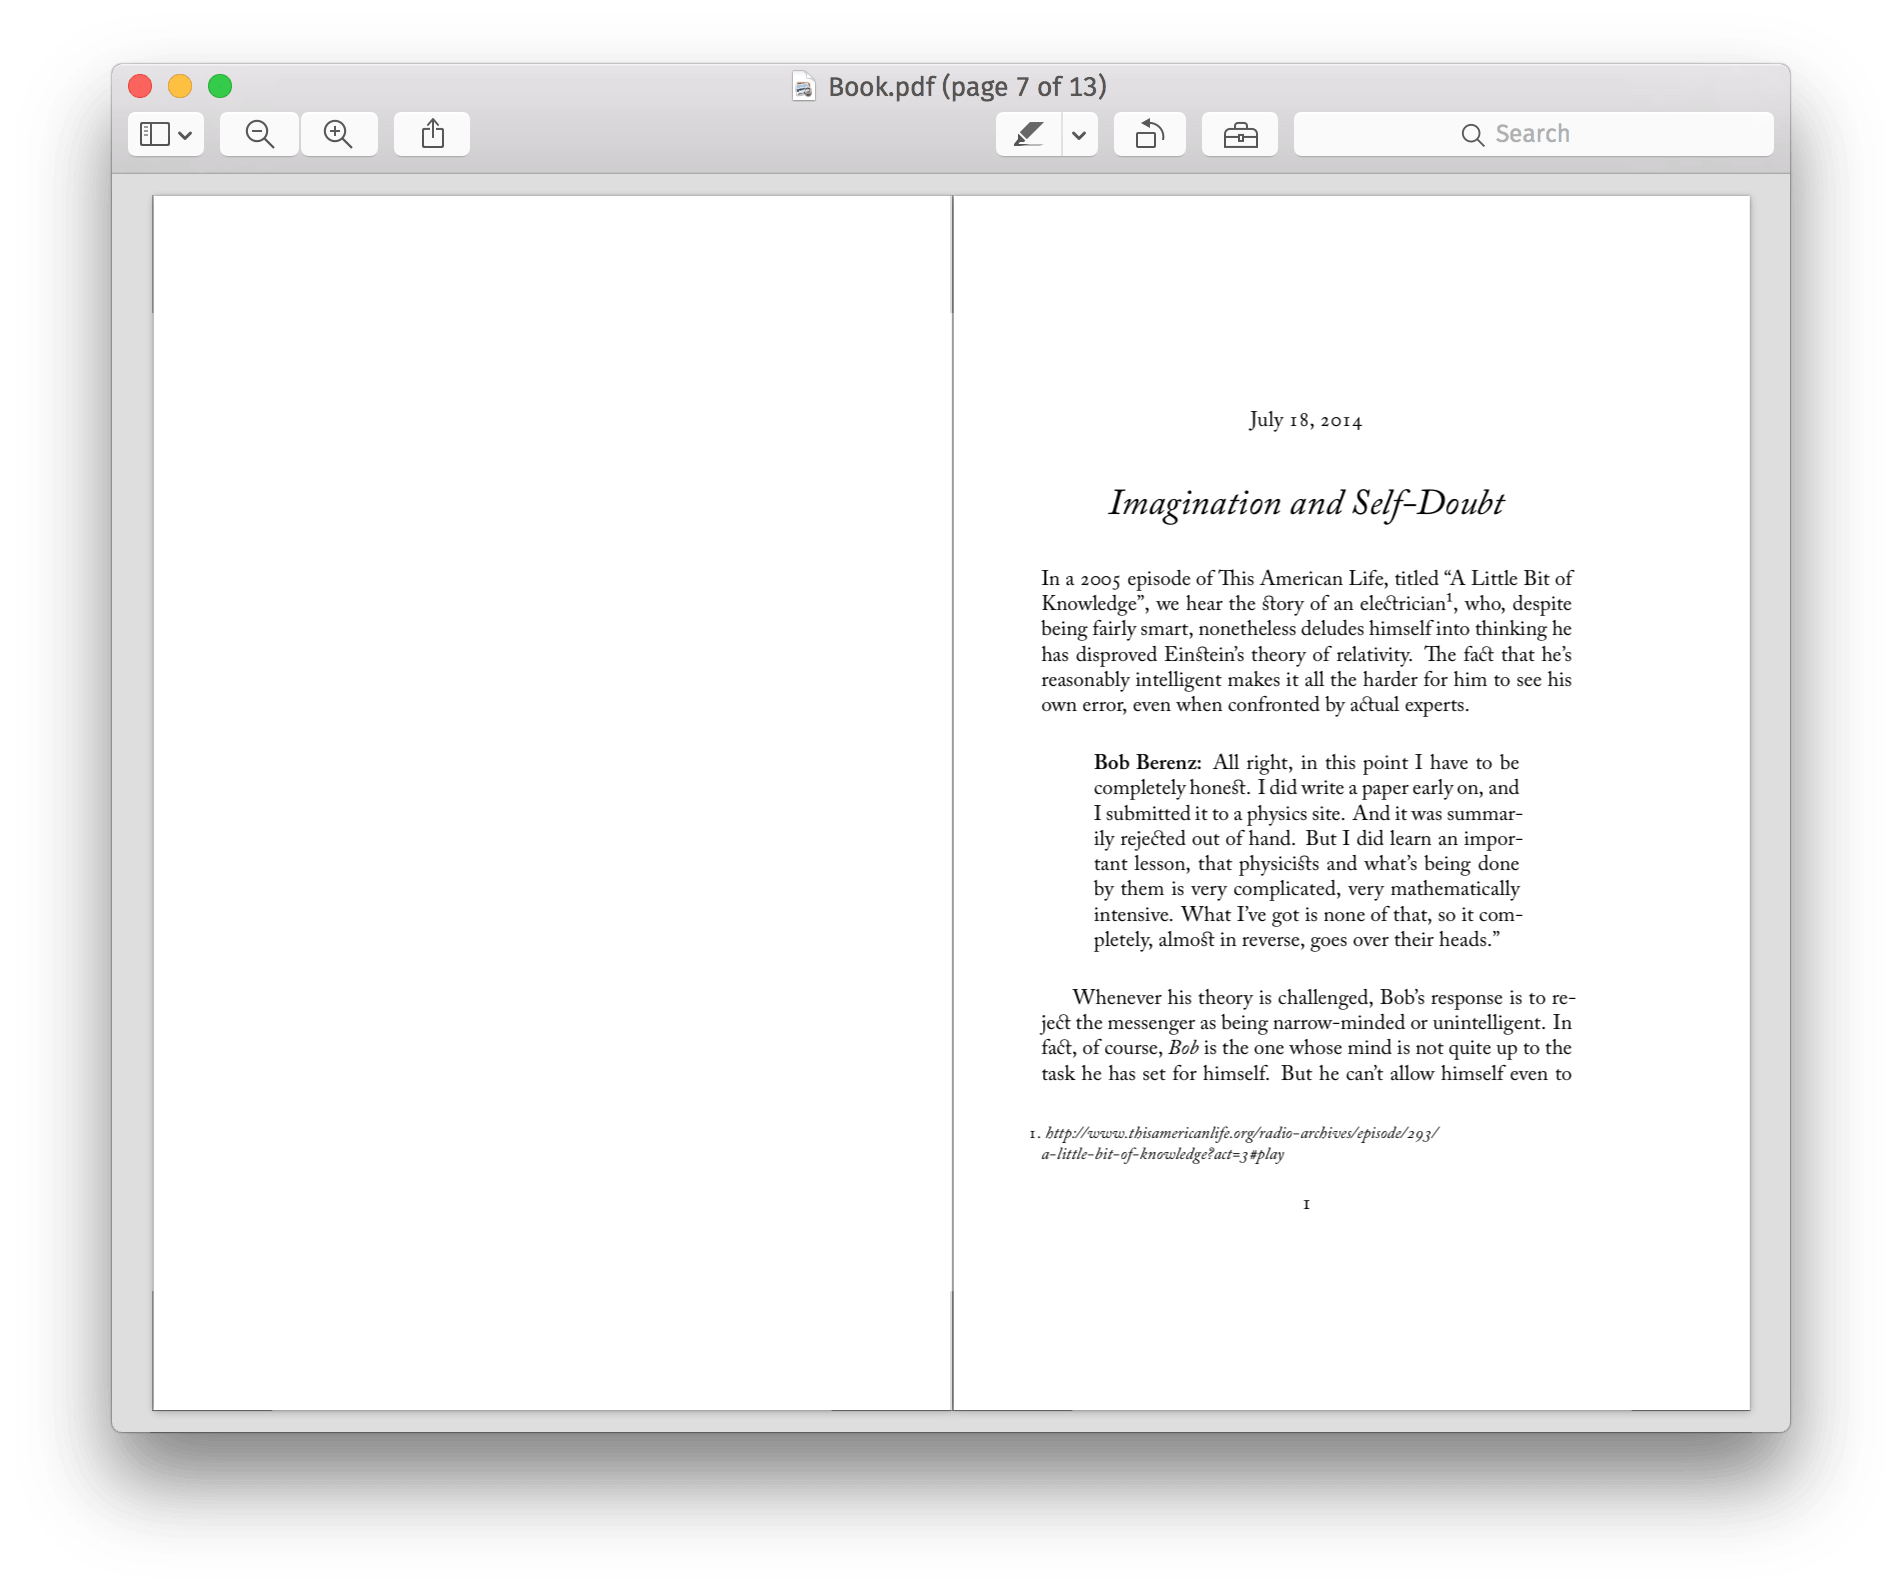 Book.pdf (page 7 of 13)
Search
July 18, 2014
Imagination and Self-Doubt
In a 2005 episode of This American Life, titled “A Little Bit of
Knowledge”, we hear the story of an electrician¹, who, despite
being fairly smart, nonetheless deludes himself into thinking he
has disproved Einstein’s theory of relativity. The fact that he’s
reasonably intelligent makes it all the harder for him to see his
own error, even when confronted by actual experts.
Bob Berenz: All right, in this point I have to be
completely honest. I did write a paper early on, and
I submitted it to a physics site. And it was summar-
ily rejected out of hand. But I did learn an impor-
tant lesson, that physicists and what’s being done
by them is very complicated, very mathematically
intensive. What I’ve got is none of that, so it com-
pletely, almost in reverse, goes over their heads.”
Whenever his theory is challenged, Bob’s response is to re-
ject the messenger as being narrow-minded or unintelligent. In
fact, of course, Bob is the one whose mind is not quite up to the
task he has set for himself. But he can’t allow himself even to
1. http://www.thisamericanlife.org/radio-archives/episode/293/
a-little-bit-of-knowledge?act=3#play
1